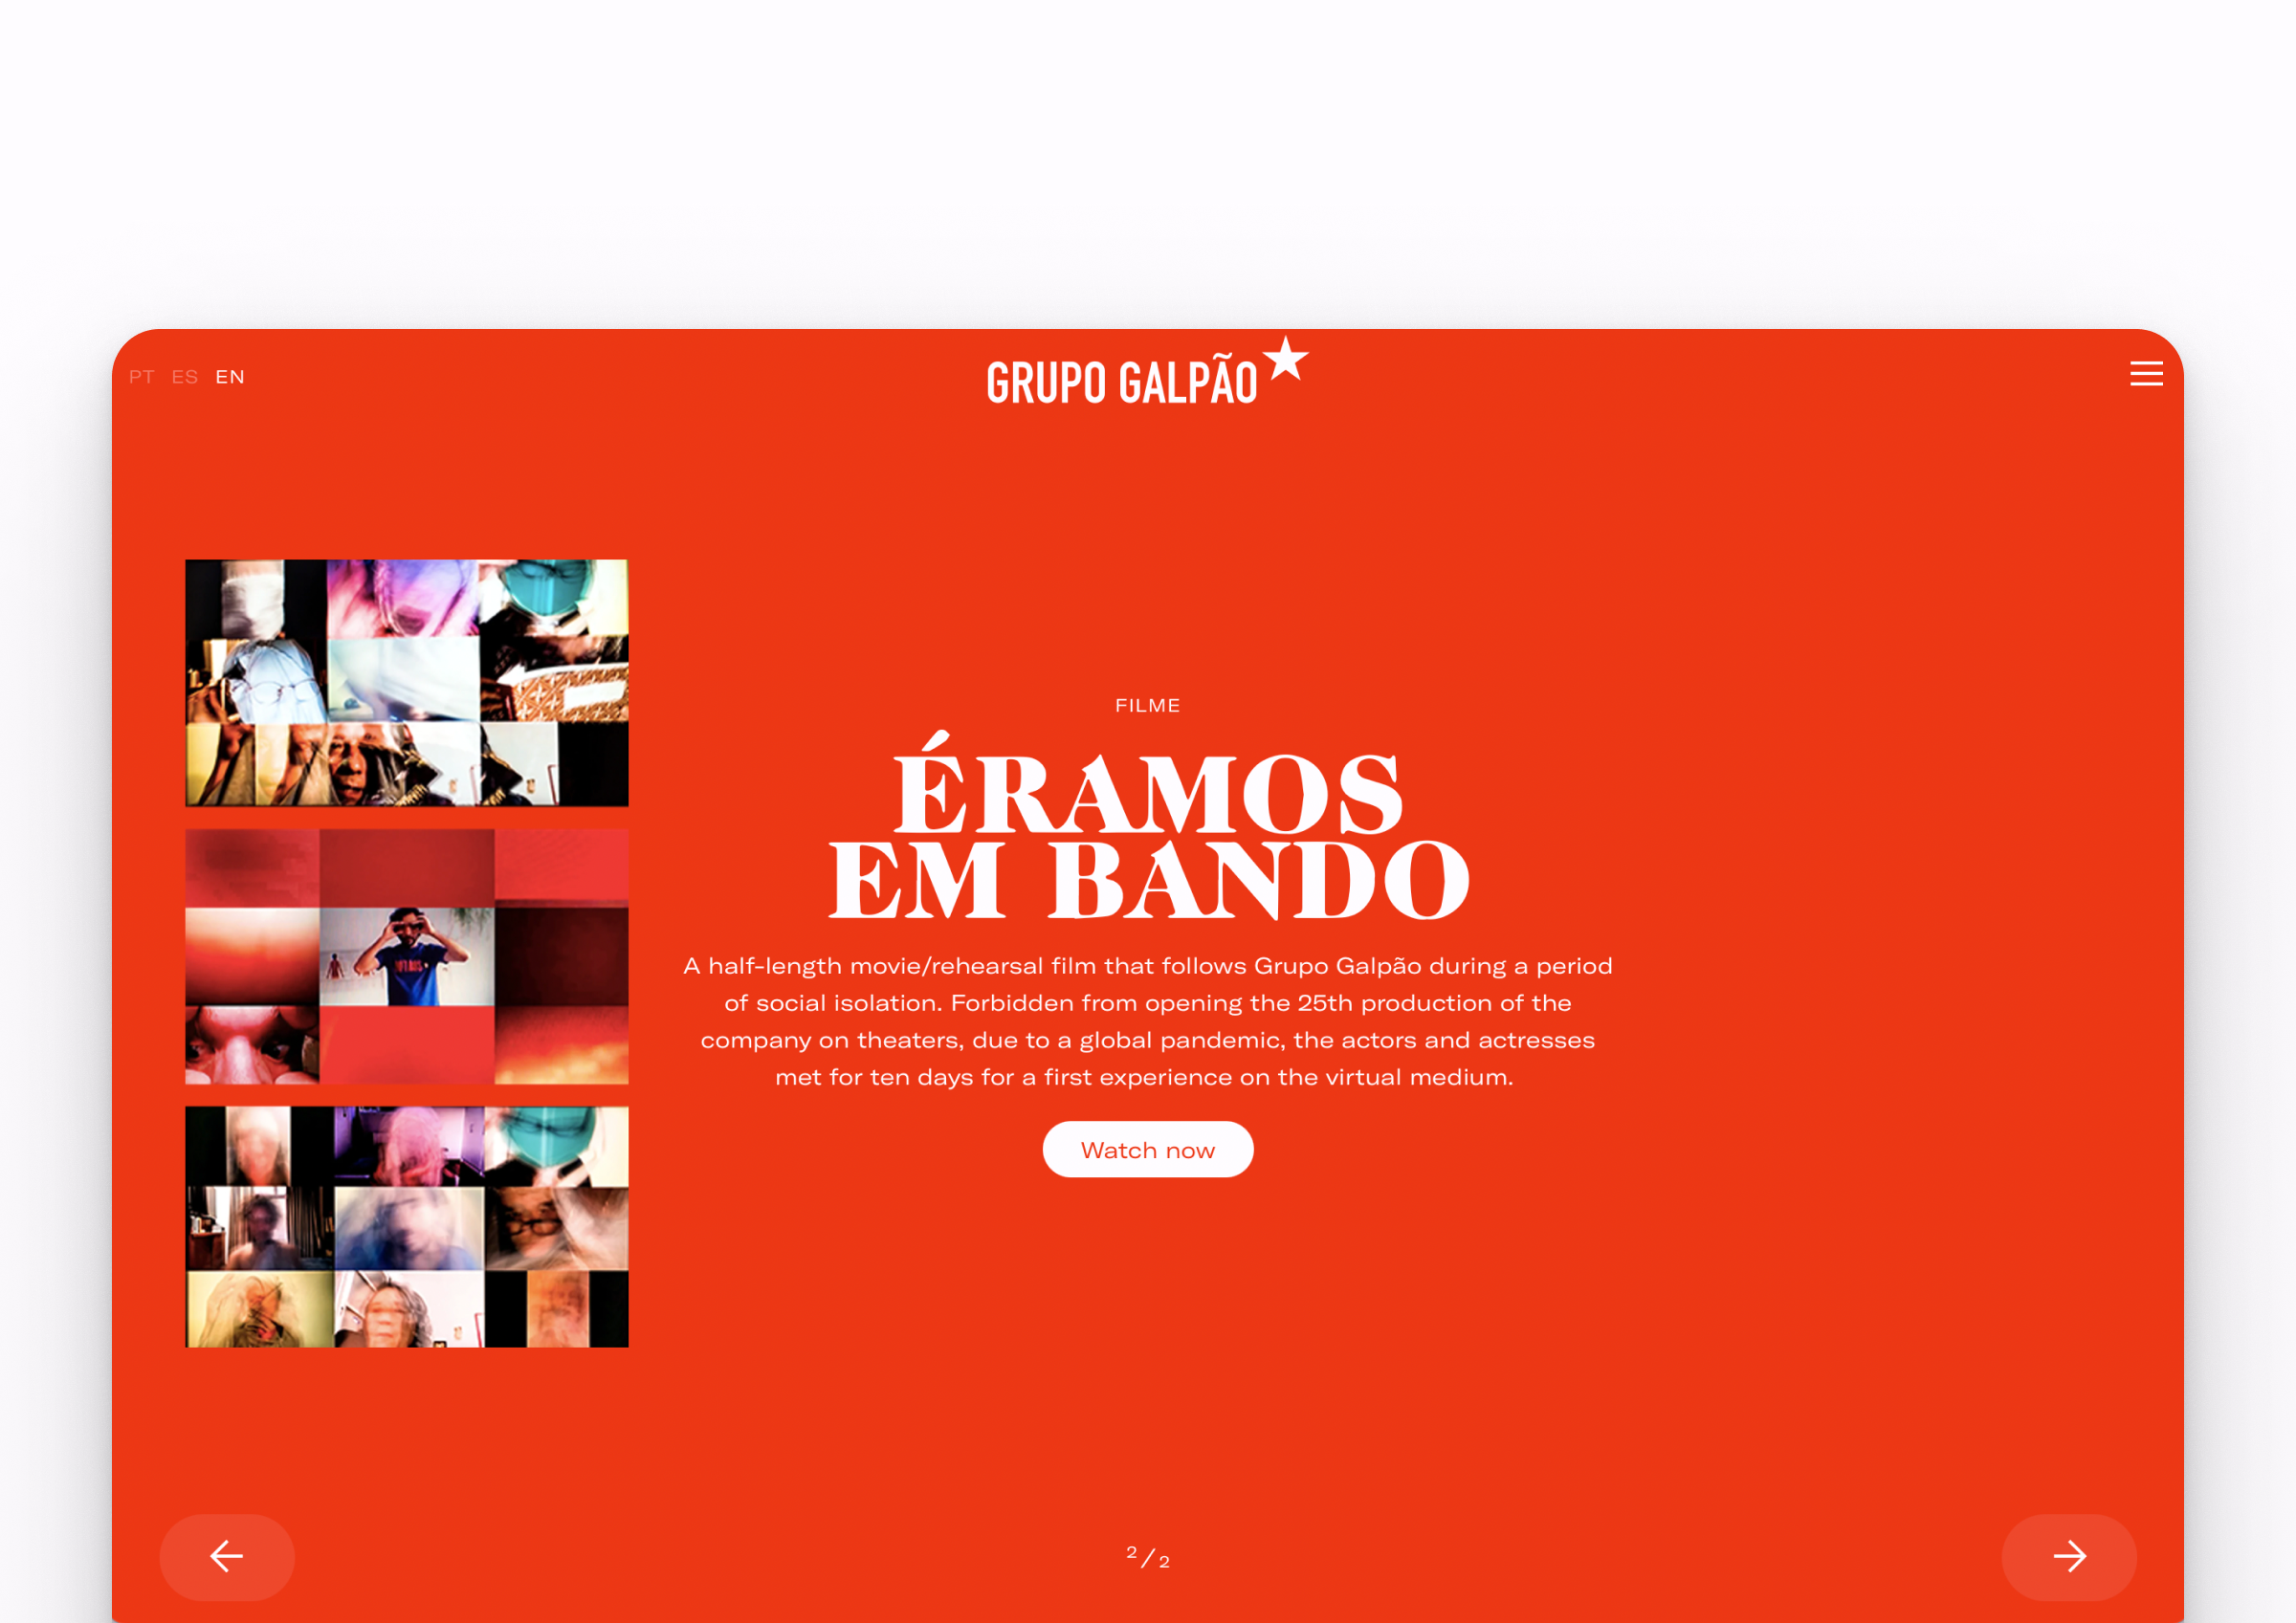 PT ES EN
GRUPO GALPÃO
FILME
ÉRAMOS
EM BANDO
A half-length movie/rehearsal film that follows Grupo Galpão during a period
of social isolation. Forbidden from opening the 25th production of the
company on theaters, due to a global pandemic, the actors and actresses
met for ten days for a first experience on the virtual medium.
Watch now
2/2